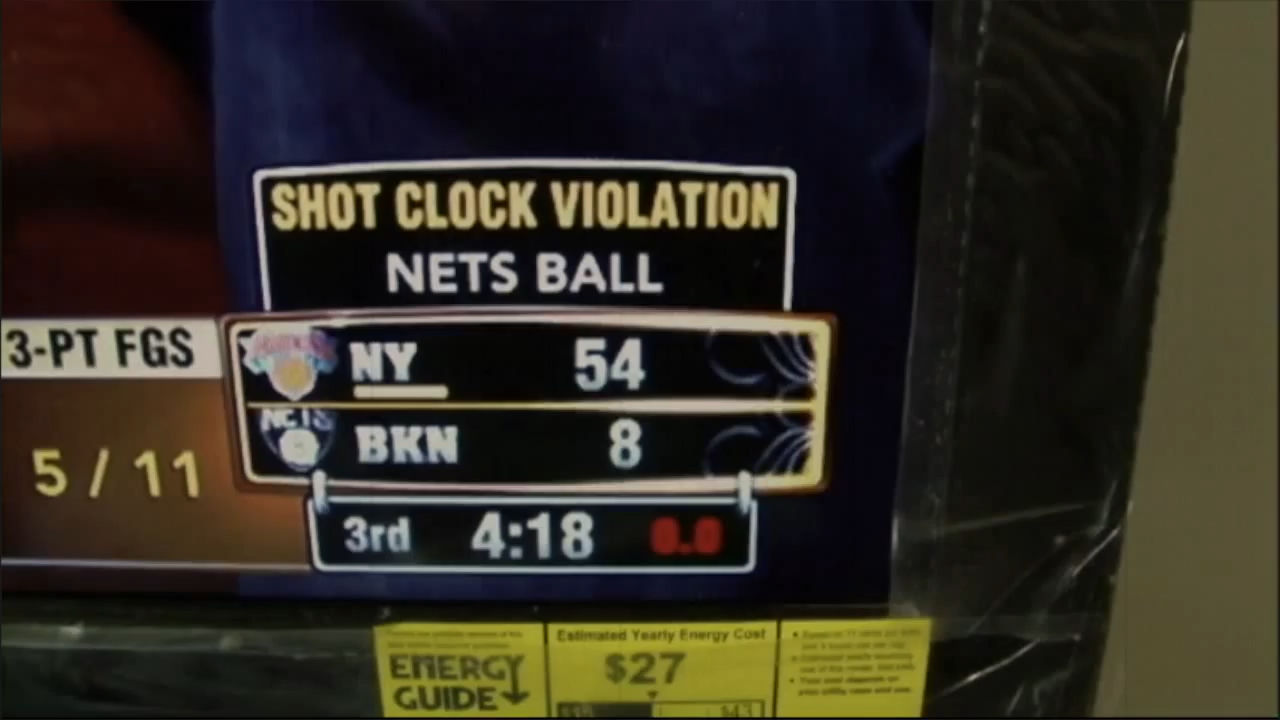 SHOT CLOCK VIOLATION
NETS BALL
3-PT FGS
NY 54
NETS
BKN 8
5 / 11
3rd 4:18 0.0
ENERGY
GUIDE
Estimated Yearly Energy Cost
$27